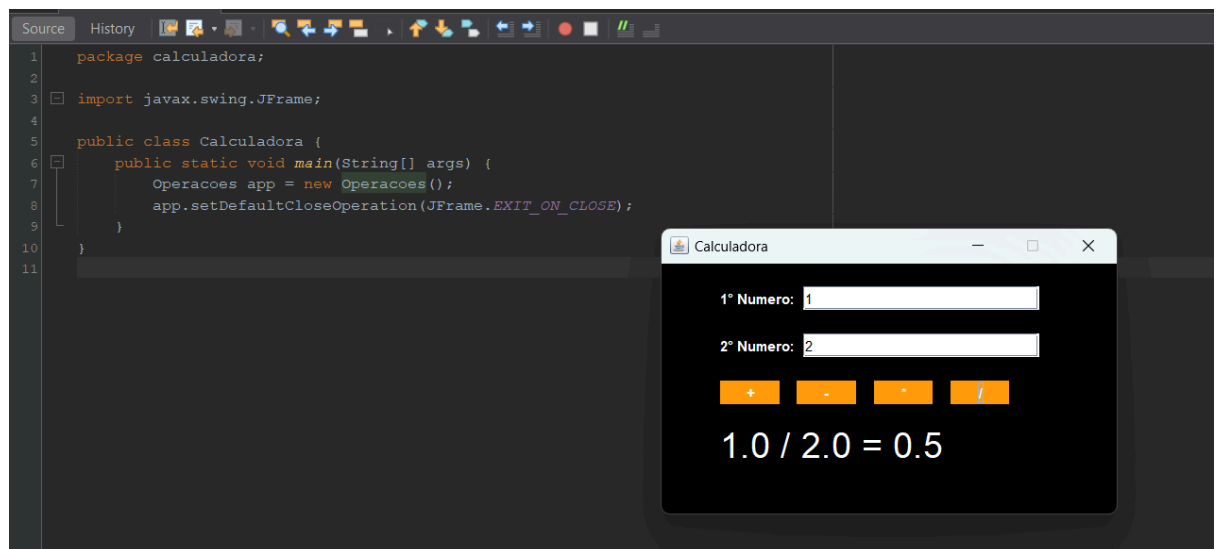 Source History
1 package calculadora;
2
3 import javax.swing.JFrame;
4
5 public class Calculadora {
6 public static void main(String[] args) {
7 Operacoes app = new Operacoes();
8 app.setDefaultCloseOperation(JFrame.EXIT_ON_CLOSE);
9 }
10 }
11
Calculadora
1º Numero: 1
2º Numero: 2
+ - * /
1.0 / 2.0 = 0.5